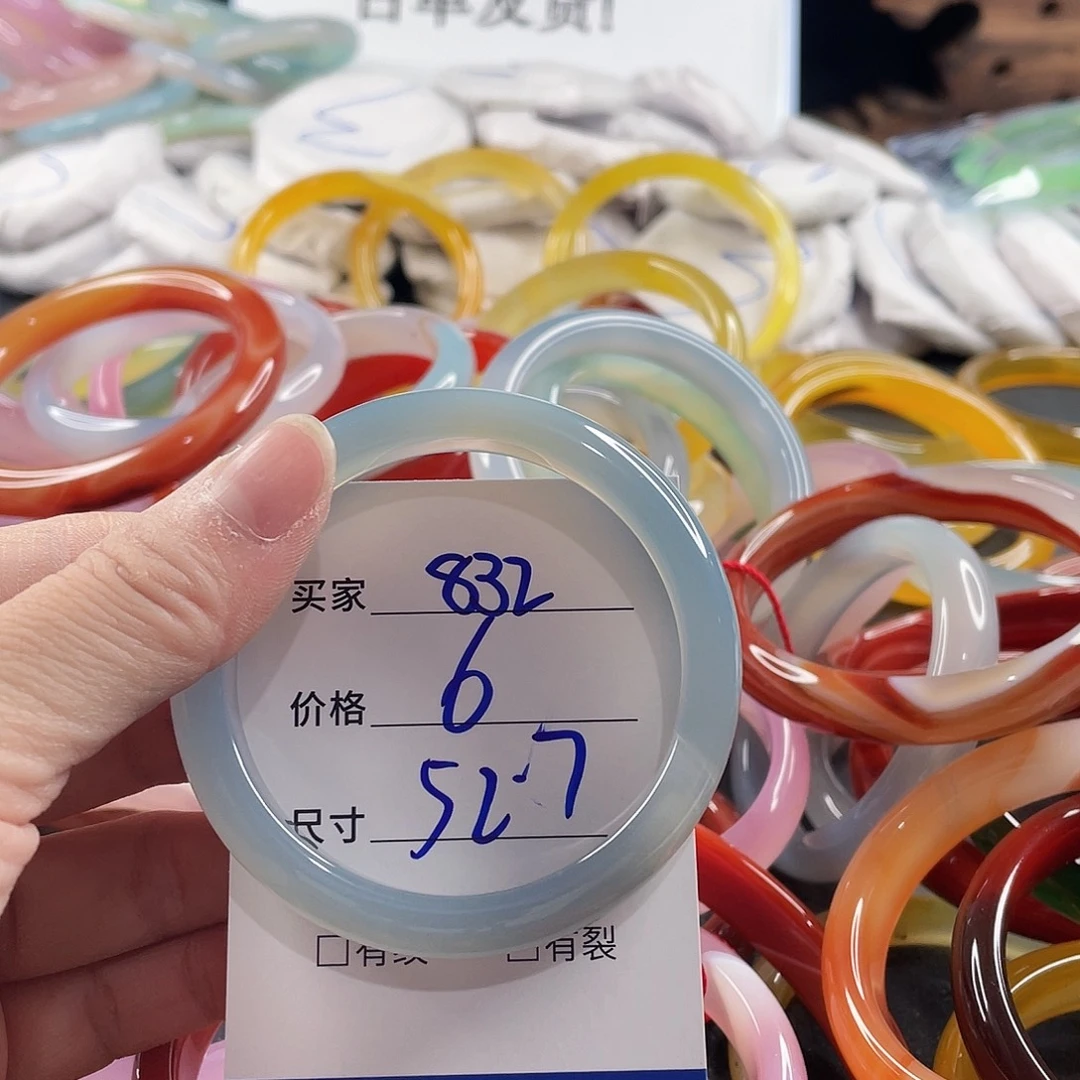 买家 832
价格 6
尺寸 52.7
□有纹 □有裂